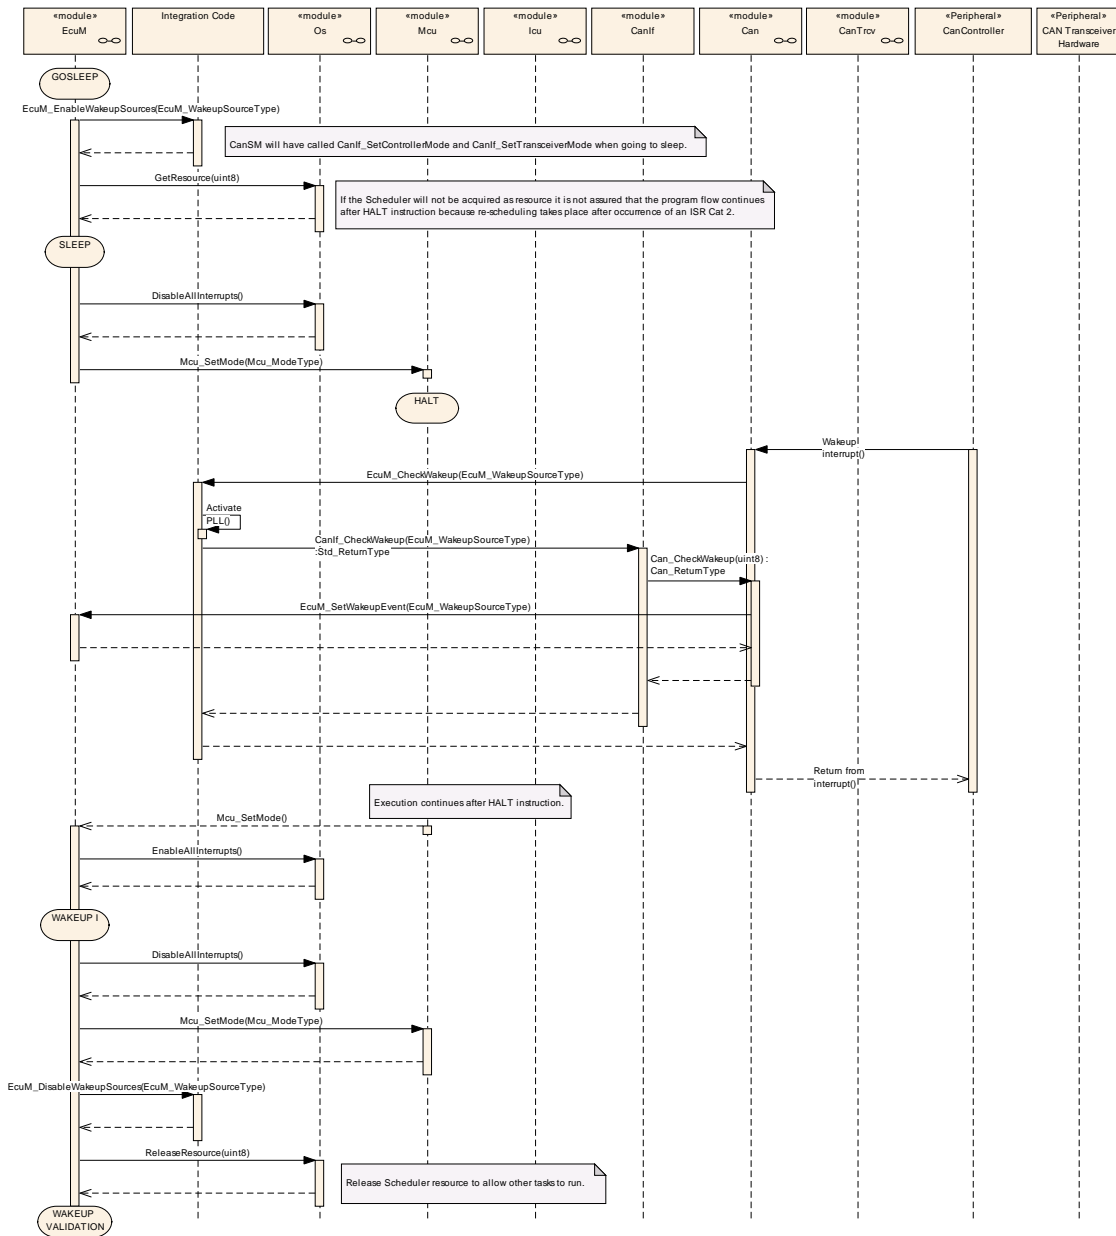 «module»
EcuM
Integration Code
«module»
Os
«module»
Mcu
«module»
Icu
«module»
CanIf
«module»
Can
«module»
CanTrcv
«Peripheral»
CanController
«Peripheral»
CAN Transceiver
Hardware
GOSLEEP
EcuM_EnableWakeupSources(EcuM_WakeupSourceType)
CanSM will have called CanIf_SetControllerMode and CanIf_SetTransceiverMode when going to sleep.
GetResource(uint8)
If the Scheduler will not be acquired as resource it is not assured that the program flow continues
after HALT instruction because re-scheduling takes place after occurrence of an ISR Cat 2.
SLEEP
DisableAllInterrupts()
Mcu_SetMode(Mcu_ModeType)
HALT
Wakeup
interrupt()
EcuM_CheckWakeup(EcuM_WakeupSourceType)
Activate
PLL()
CanIf_CheckWakeup(EcuM_WakeupSourceType)
:Std_ReturnType
Can_CheckWakeup(uint8) :
Can_ReturnType
EcuM_SetWakeupEvent(EcuM_WakeupSourceType)
Return from
interrupt()
Execution continues after HALT instruction.
Mcu_SetMode()
EnableAllInterrupts()
WAKEUP I
DisableAllInterrupts()
Mcu_SetMode(Mcu_ModeType)
EcuM_DisableWakeupSources(EcuM_WakeupSourceType)
ReleaseResource(uint8)
Release Scheduler resource to allow other tasks to run.
WAKEUP
VALIDATION